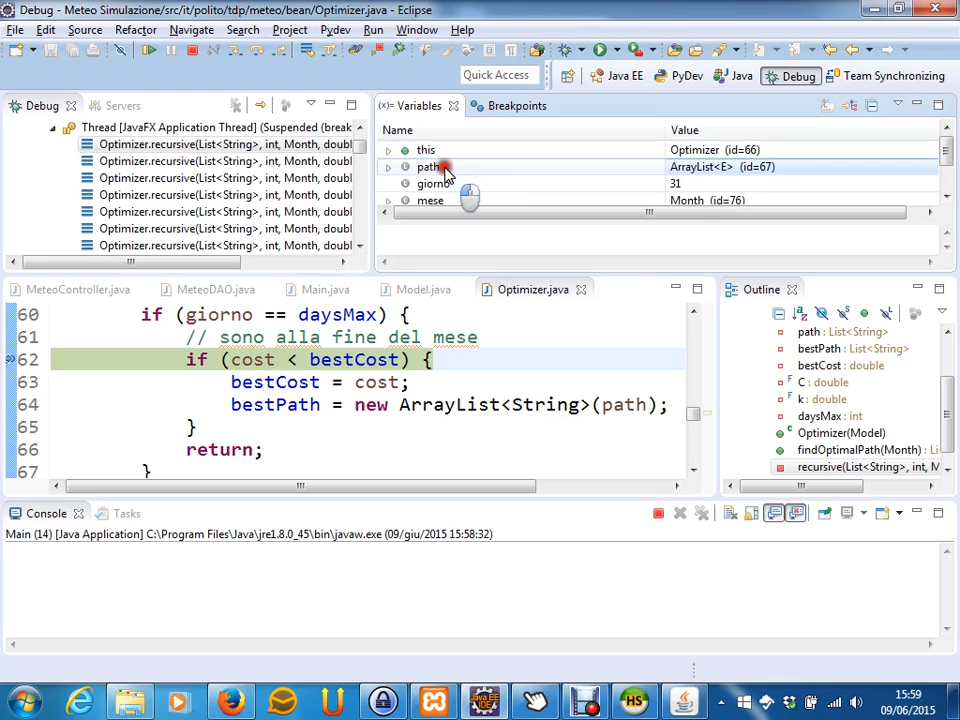 Debug - Meteo Simulazione/src/it/polito/tdp/meteo/bean/Optimizer.java - Eclipse
File Edit Source Refactor Navigate Search Project Pydev Run Window Help
Quick Access
Java EE PyDev Java Debug Team Synchronizing
Debug Servers
Thread [JavaFX Application Thread] (Suspended (break
Optimizer.recursive(List<String>, int, Month, doubl
Optimizer.recursive(List<String>, int, Month, doubl
Optimizer.recursive(List<String>, int, Month, doubl
Optimizer.recursive(List<String>, int, Month, doubl
Optimizer.recursive(List<String>, int, Month, doubl
Optimizer.recursive(List<String>, int, Month, doubl
Optimizer.recursive(List<String>, int, Month, doubl
(x)= Variables Breakpoints
Name Value
this Optimizer (id=66)
path ArrayList<E> (id=67)
giorno 31
mese Month (id=76)
MeteoController.java MeteoDAO.java Main.java Model.java Optimizer.java
60 if (giorno == daysMax) {
61 // sono alla fine del mese
62 if (cost < bestCost) {
63 bestCost = cost;
64 bestPath = new ArrayList<String>(path);
65 }
66 return;
67 }
Outline
path : List<String>
bestPath : List<String>
bestCost : double
F C : double
F k : double
daysMax : int
C Optimizer(Model)
findOptimalPath(Month) : L
recursive(List<String>, int, M
Console Tasks
Main (14) [Java Application] C:\Program Files\Java\jre1.8.0_45\bin\javaw.exe (09/giu/2015 15:58:32)
Java EE
IDE
HS
15:59
09/06/2015